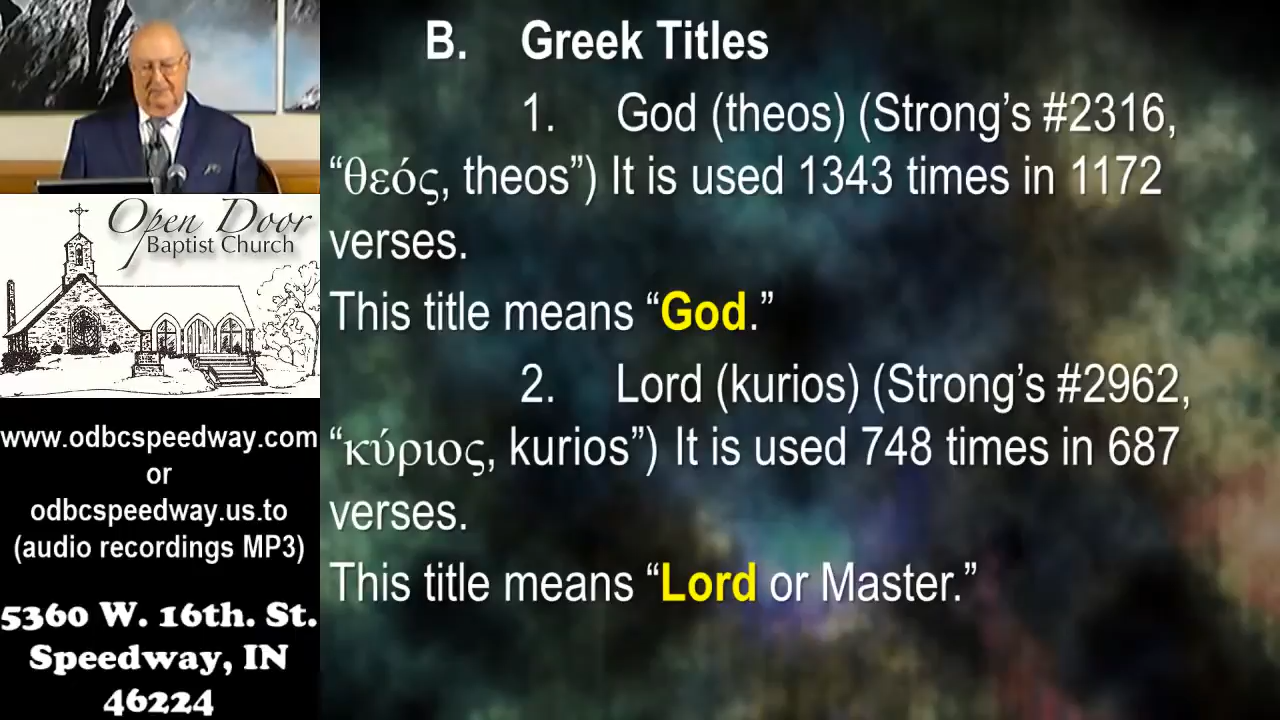 B. Greek Titles
1. God (theos) (Strong's #2316,
“θεός, theos”) It is used 1343 times in 1172
verses.
This title means “God.”
2. Lord (kurios) (Strong's #2962,
“κύριος, kurios”) It is used 748 times in 687
verses.
This title means “Lord or Master.”
Open Door
Baptist Church
www.odbcspeedway.com
or
odbcspeedway.us.to
(audio recordings MP3)
5360 W. 16th. St.
Speedway, IN
46224